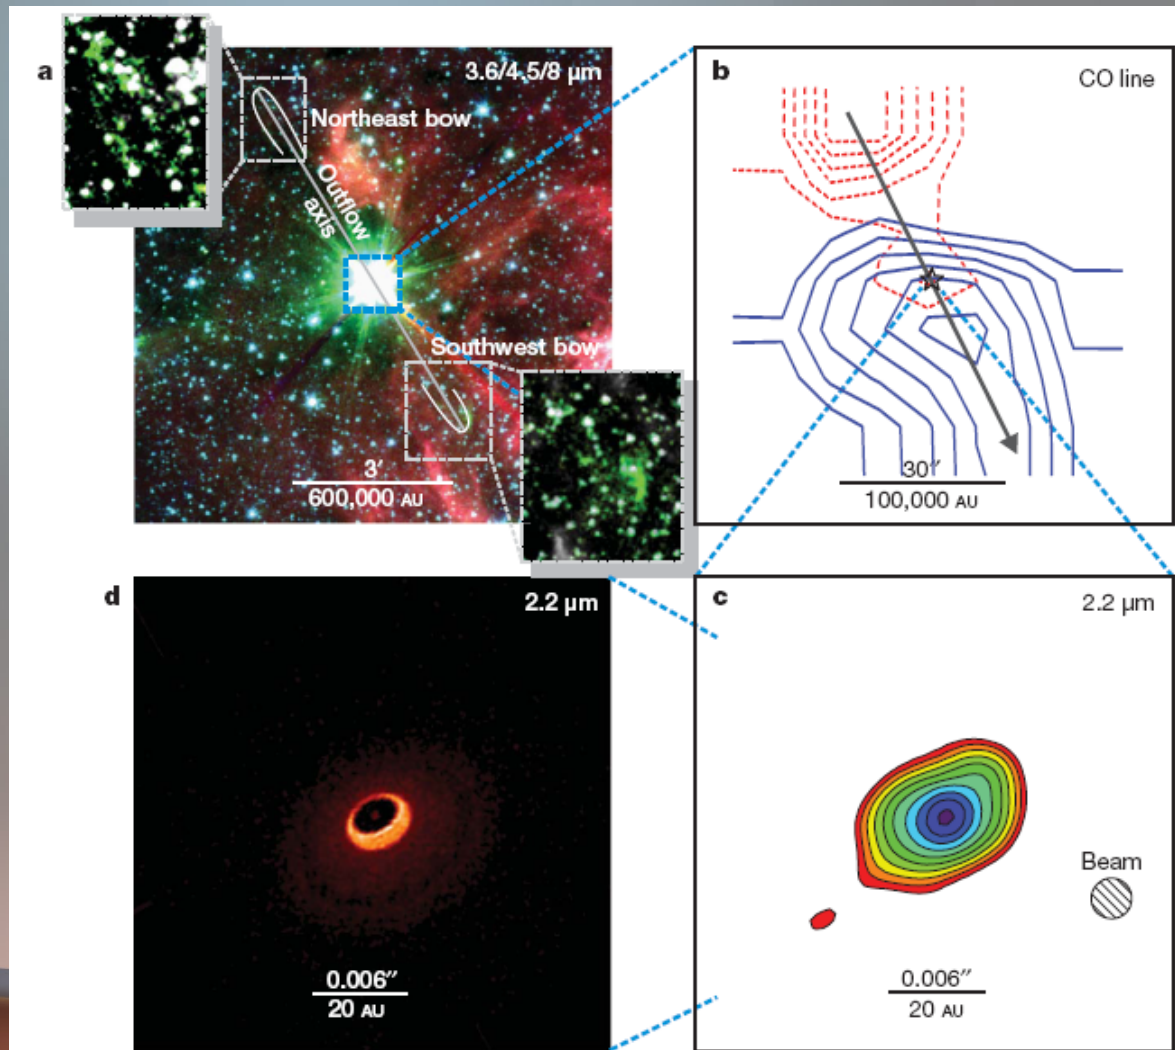 a
3.6/4.5/8 µm
Northeast bow
Outflow
axis
Southwest bow
3′
600,000 AU
b
CO line
30″
100,000 AU
d
2.2 µm
0.006″
20 AU
c
2.2 µm
Beam
0.006″
20 AU